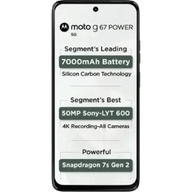 moto g 67 POWER
5G
Segment's Leading
7000mAh Battery
Silicon Carbon Technology
Segment's Best
50MP Sony-LYT 600
4K Recording-All Cameras
Powerful
Snapdragon 7s Gen 2